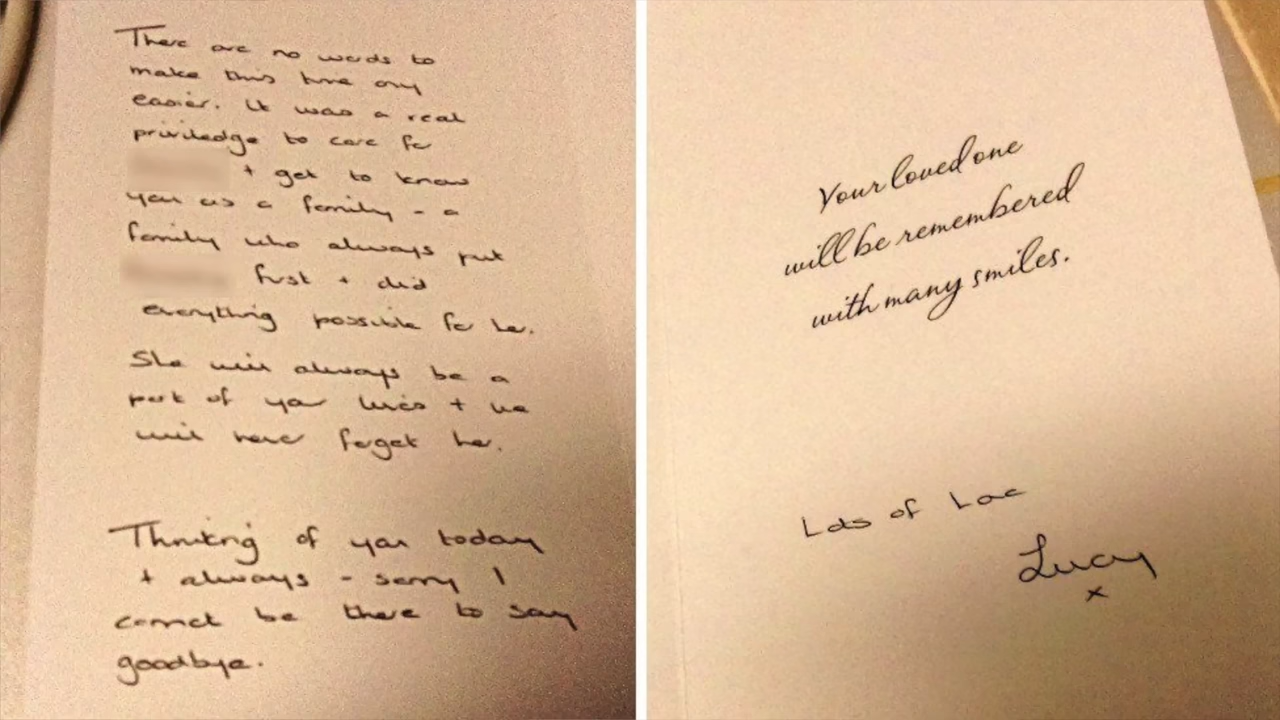 There are no words to
make this time any
easier. It was a real
priviledge to care for
+ get to know
you as a family - a
family who always put
first + did
everything possible for her.
She will always be a
part of your lives + we
will never forget her.
Thinking of you today
+ always - sorry I
cannot be there to say
goodbye.
Your loved one
will be remembered
with many smiles.
Lots of Love
Lucy
x